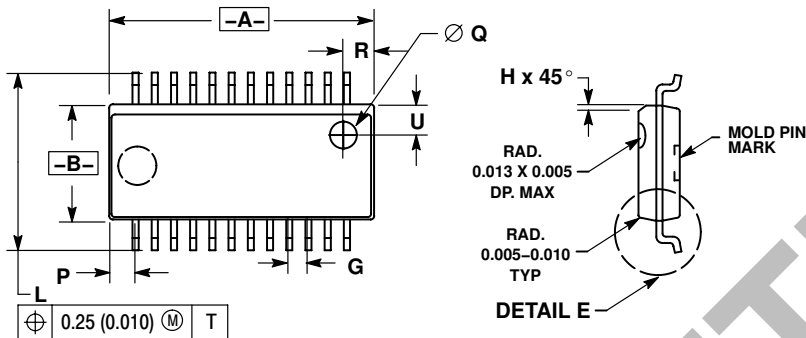 –A–
R
Ø Q
U
–B–
P
G
L
⌖ 0.25 (0.010) Ⓜ T
H x 45°
RAD.
0.013 X 0.005
DP. MAX
MOLD PIN
MARK
RAD.
0.005–0.010
TYP
DETAIL E